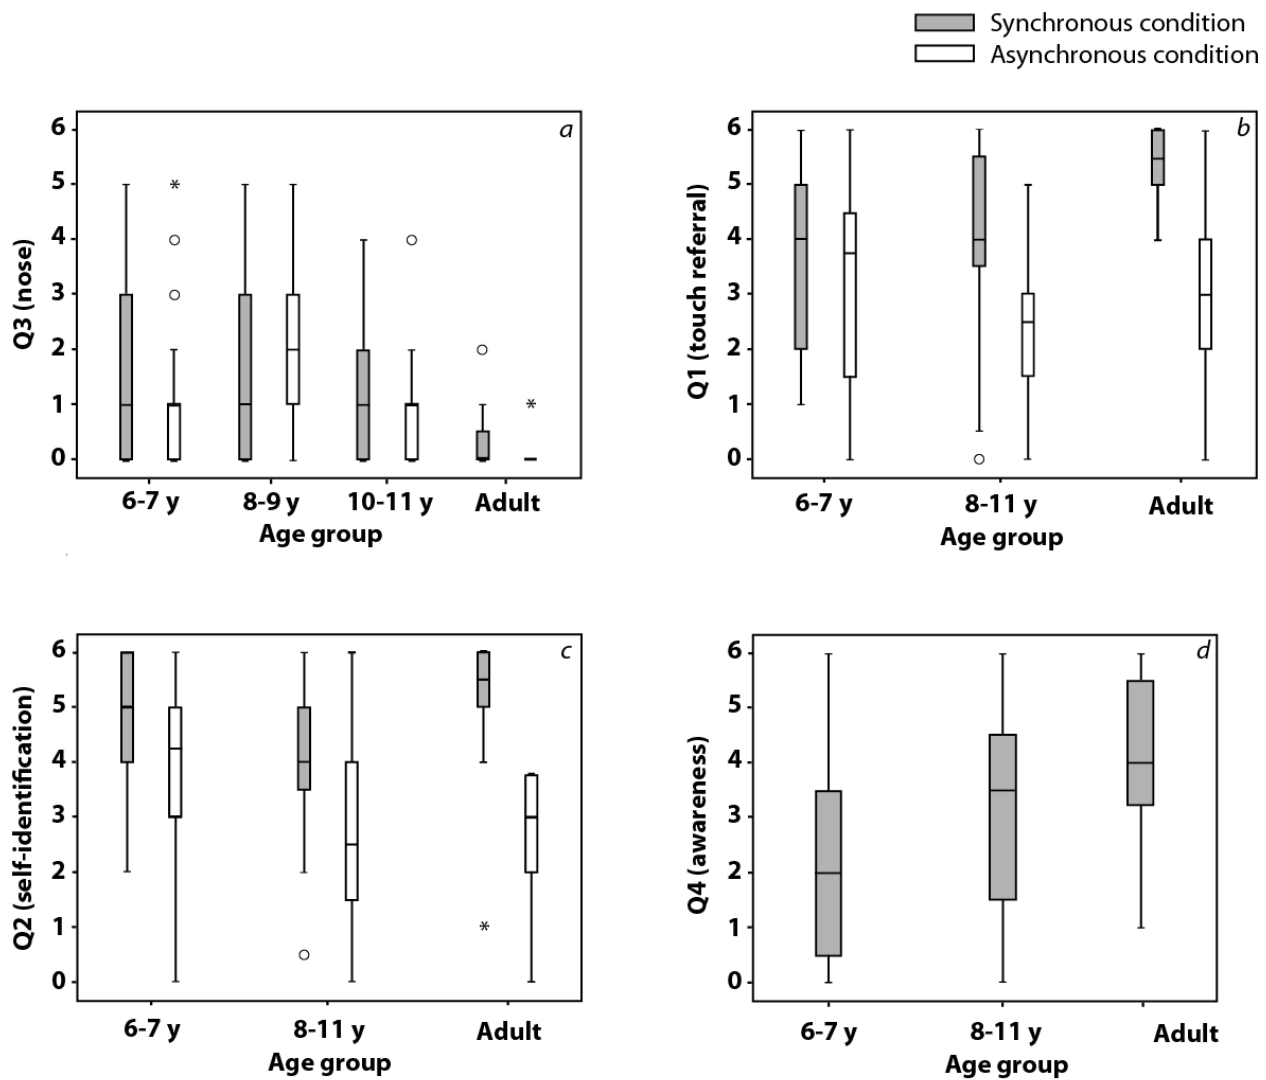 Synchronous condition
Asynchronous condition
a
6
5
4
3
2
1
0
Q3 (nose)
6-7 y 8-9 y 10-11 y Adult
Age group
b
6
5
4
3
2
1
0
Q1 (touch referral)
6-7 y 8-11 y Adult
Age group
c
6
5
4
3
2
1
0
Q2 (self-identification)
6-7 y 8-11 y Adult
Age group
d
6
5
4
3
2
1
0
Q4 (awareness)
6-7 y 8-11 y Adult
Age group